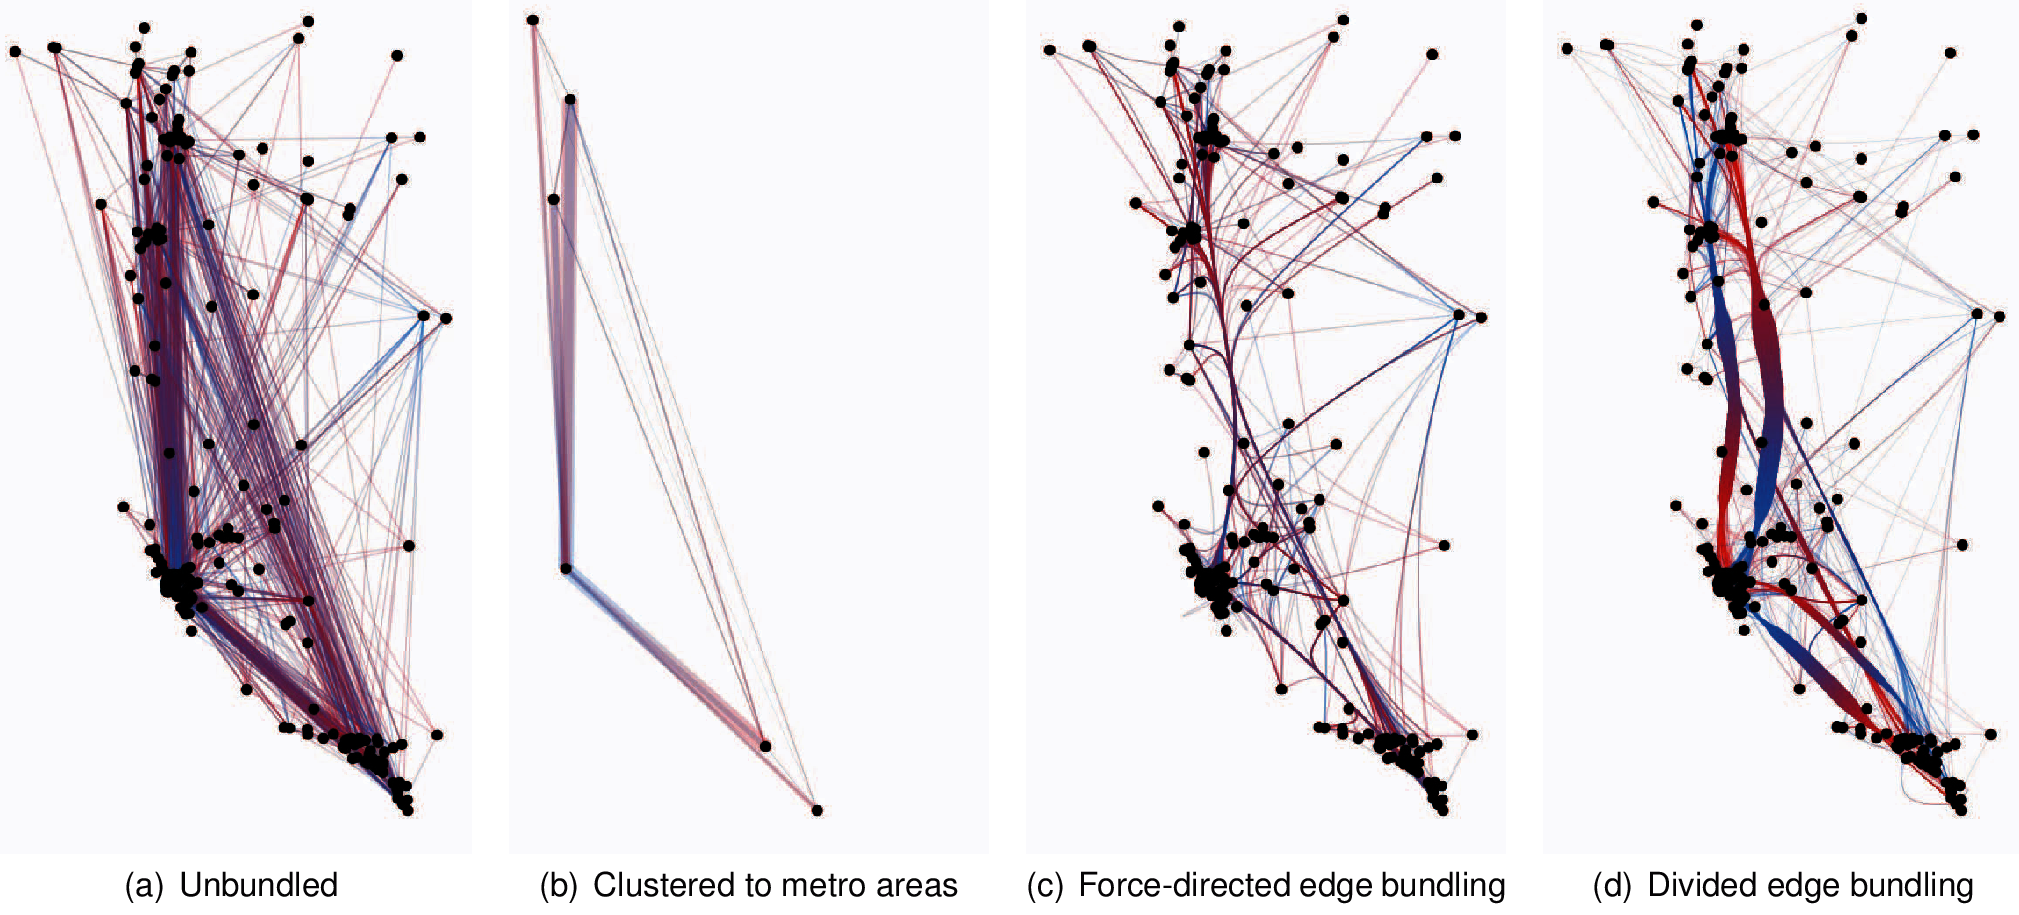 (a) Unbundled
(b) Clustered to metro areas
(c) Force-directed edge bundling
(d) Divided edge bundling